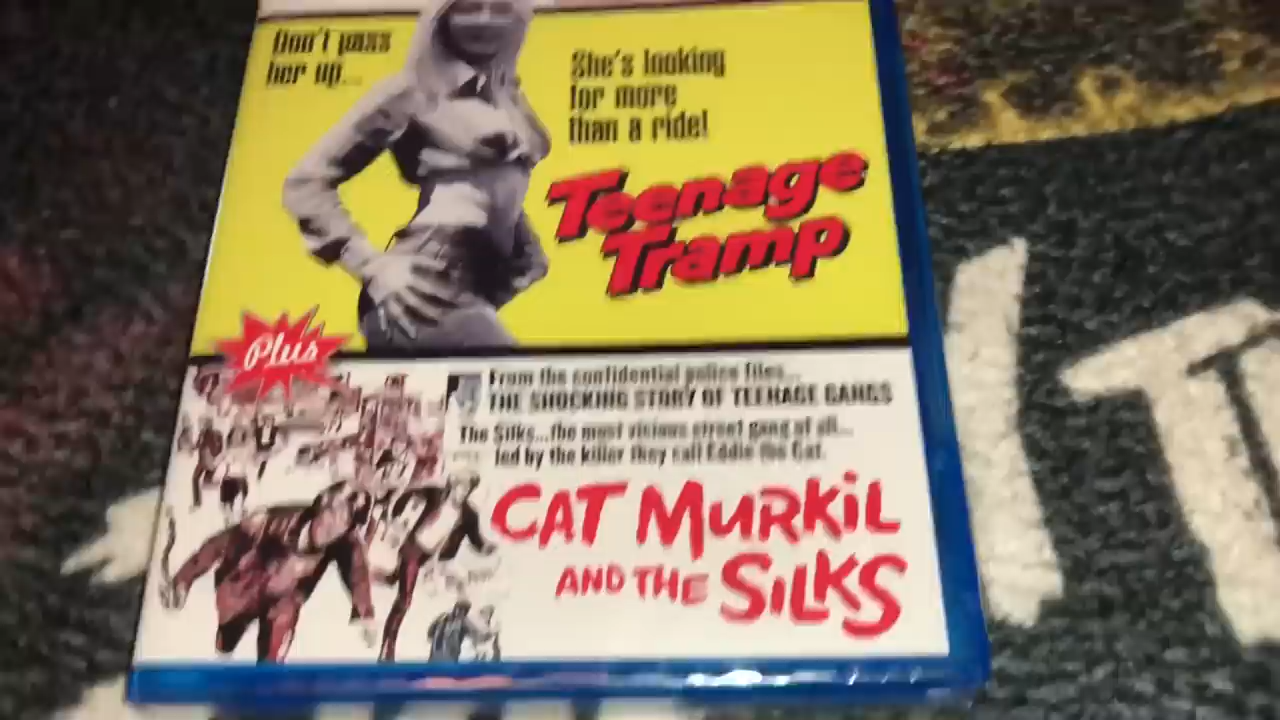 Don't pass
her up...
She's looking
for more
than a ride!
Teenage
Tramp
Plus
From the confidential police files...
THE SHOCKING STORY OF TEENAGE GANGS
The Silks...the most vicious street gang of all...
led by the killer they call Eddie the Cat.
CAT MURKIL
AND THE SILKS